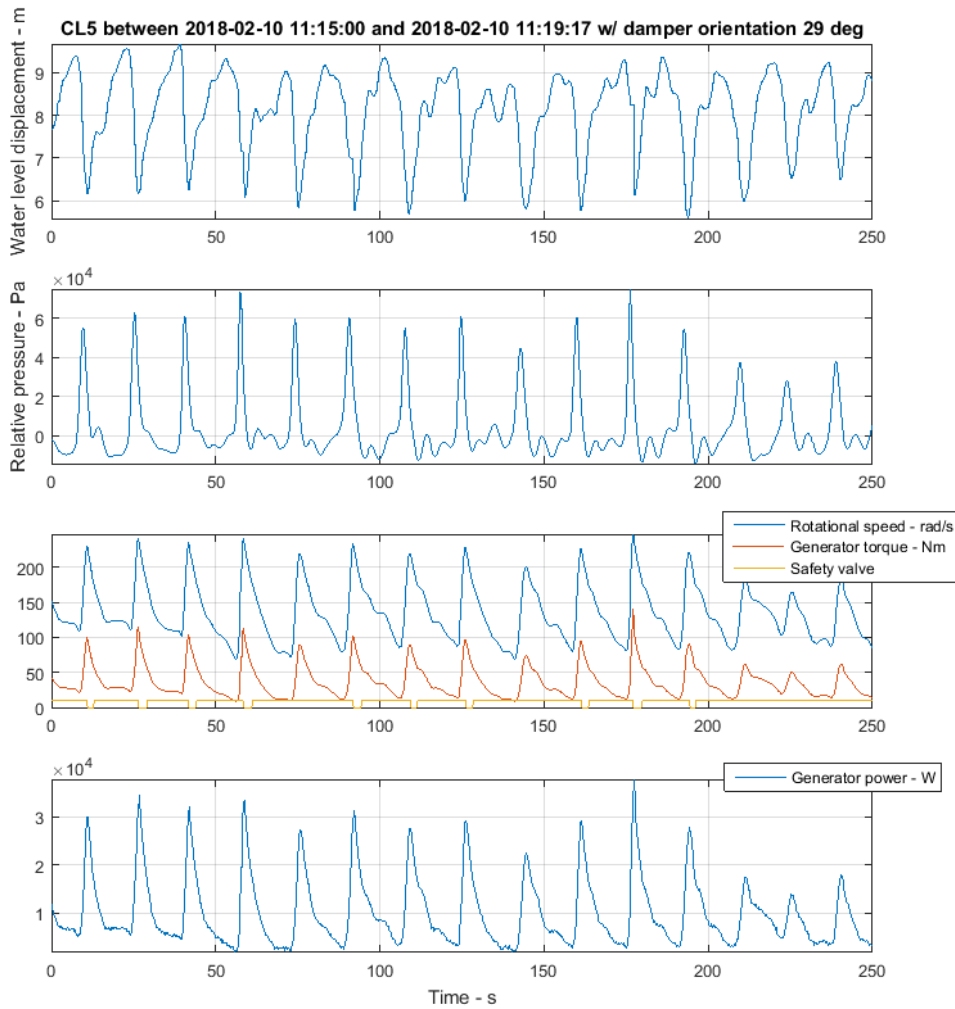 CL5 between 2018-02-10 11:15:00 and 2018-02-10 11:19:17 w/ damper orientation 29 deg
Water level displacement - m
9
8
7
6
0 50 100 150 200 250
× 10⁴
Relative pressure - Pa
6
4
2
0
0 50 100 150 200 250
Rotational speed - rad/s
Generator torque - Nm
Safety valve
200
150
100
50
0
0 50 100 150 200 250
× 10⁴
Generator power - W
3
2
1
0 50 100 150 200 250
Time - s